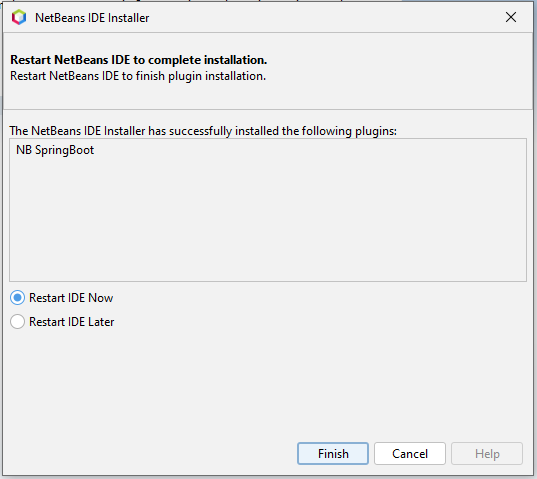 NetBeans IDE Installer
Restart NetBeans IDE to complete installation.
Restart NetBeans IDE to finish plugin installation.
The NetBeans IDE Installer has successfully installed the following plugins:
NB SpringBoot
Restart IDE Now
Restart IDE Later
Finish
Cancel
Help